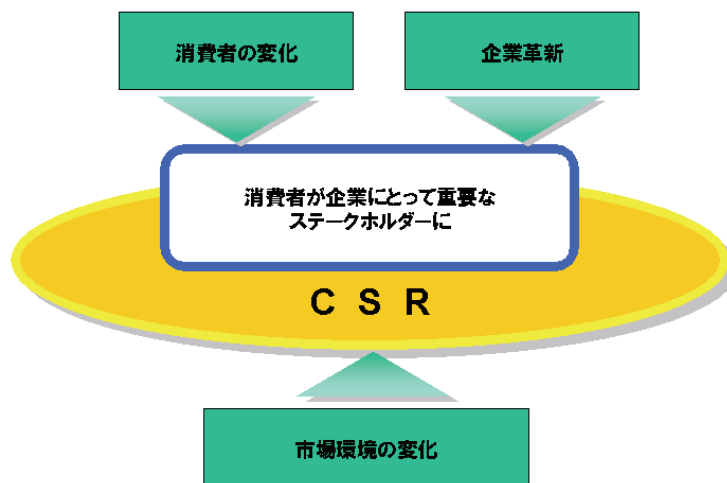 消費者の変化
企業革新
消費者が企業にとって重要な
ステークホルダーに
CSR
市場環境の変化